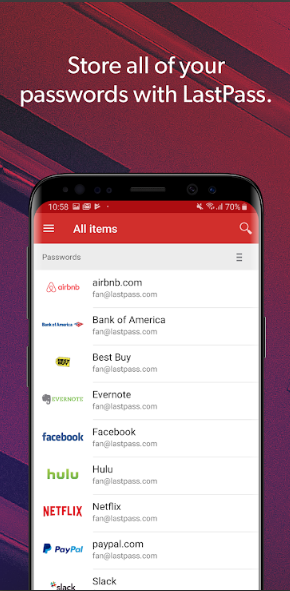 Store all of your
passwords with LastPass.
10:58 70%
All items
Passwords
airbnb airbnb.com
fan@lastpass.com
Bank of America Bank of America
fan@lastpass.com
BEST BUY Best Buy
fan@lastpass.com
EVERNOTE Evernote
fan@lastpass.com
facebook Facebook
fan@lastpass.com
hulu Hulu
fan@lastpass.com
NETFLIX Netflix
fan@lastpass.com
PayPal paypal.com
fan@lastpass.com
slack Slack